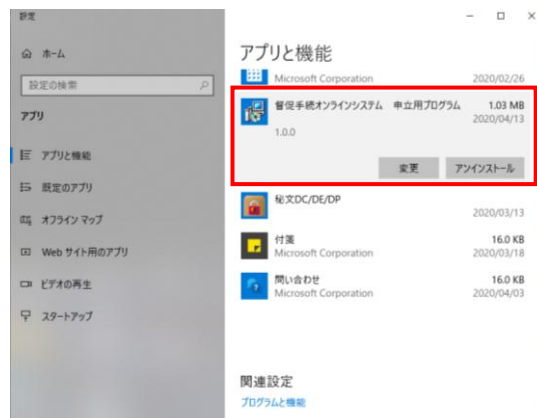 設定
ホーム
設定の検索
アプリ
アプリと機能
既定のアプリ
オフライン マップ
Web サイト用のアプリ
ビデオの再生
スタートアップ
アプリと機能
Microsoft Corporation 2020/02/26
督促手続オンラインシステム 申立用プログラム 1.03 MB
2020/04/13
1.0.0
変更 アンインストール
秘文DC/DE/DP
2020/03/13
付箋 16.0 KB
Microsoft Corporation 2020/03/18
問い合わせ 16.0 KB
Microsoft Corporation 2020/04/03
関連設定
プログラムと機能